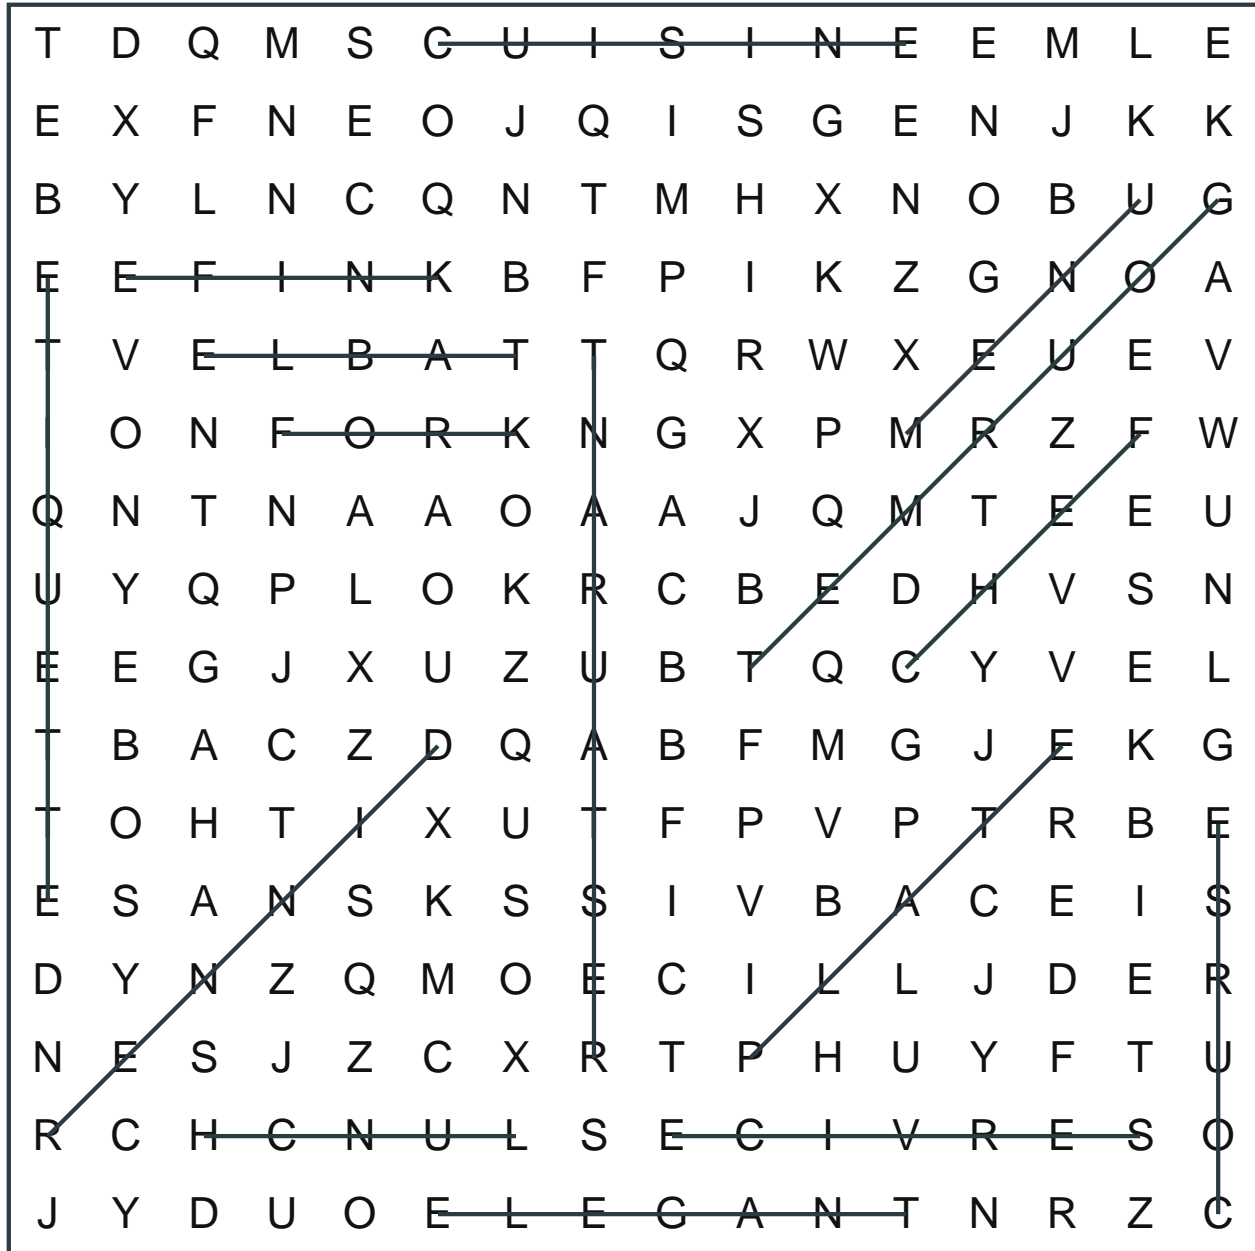 T D Q M S C U I S I N E E M L E
E X F N E O J Q I S G E N J K K
B Y L N C Q N T M H X N O B U G
E E F I N K B F P I K Z G N O A
T V E L B A T T Q R W X E U E V
I O N F O R K N G X P M R Z F W
Q N T N A A O A A J Q M T E E U
U Y Q P L O K R C B E D H V S N
E E G J X U Z U B T Q C Y V E L
T B A C Z D Q A B F M G J E K G
T O H T I X U T F P V P T R B E
E S A N S K S S I V B A C E I S
D Y N Z Q M O E C I L L J D E R
N E S J Z C X R T P H U Y F T U
R C H C N U L S E C I V R E S O
J Y D U O E L E G A N T N R Z C